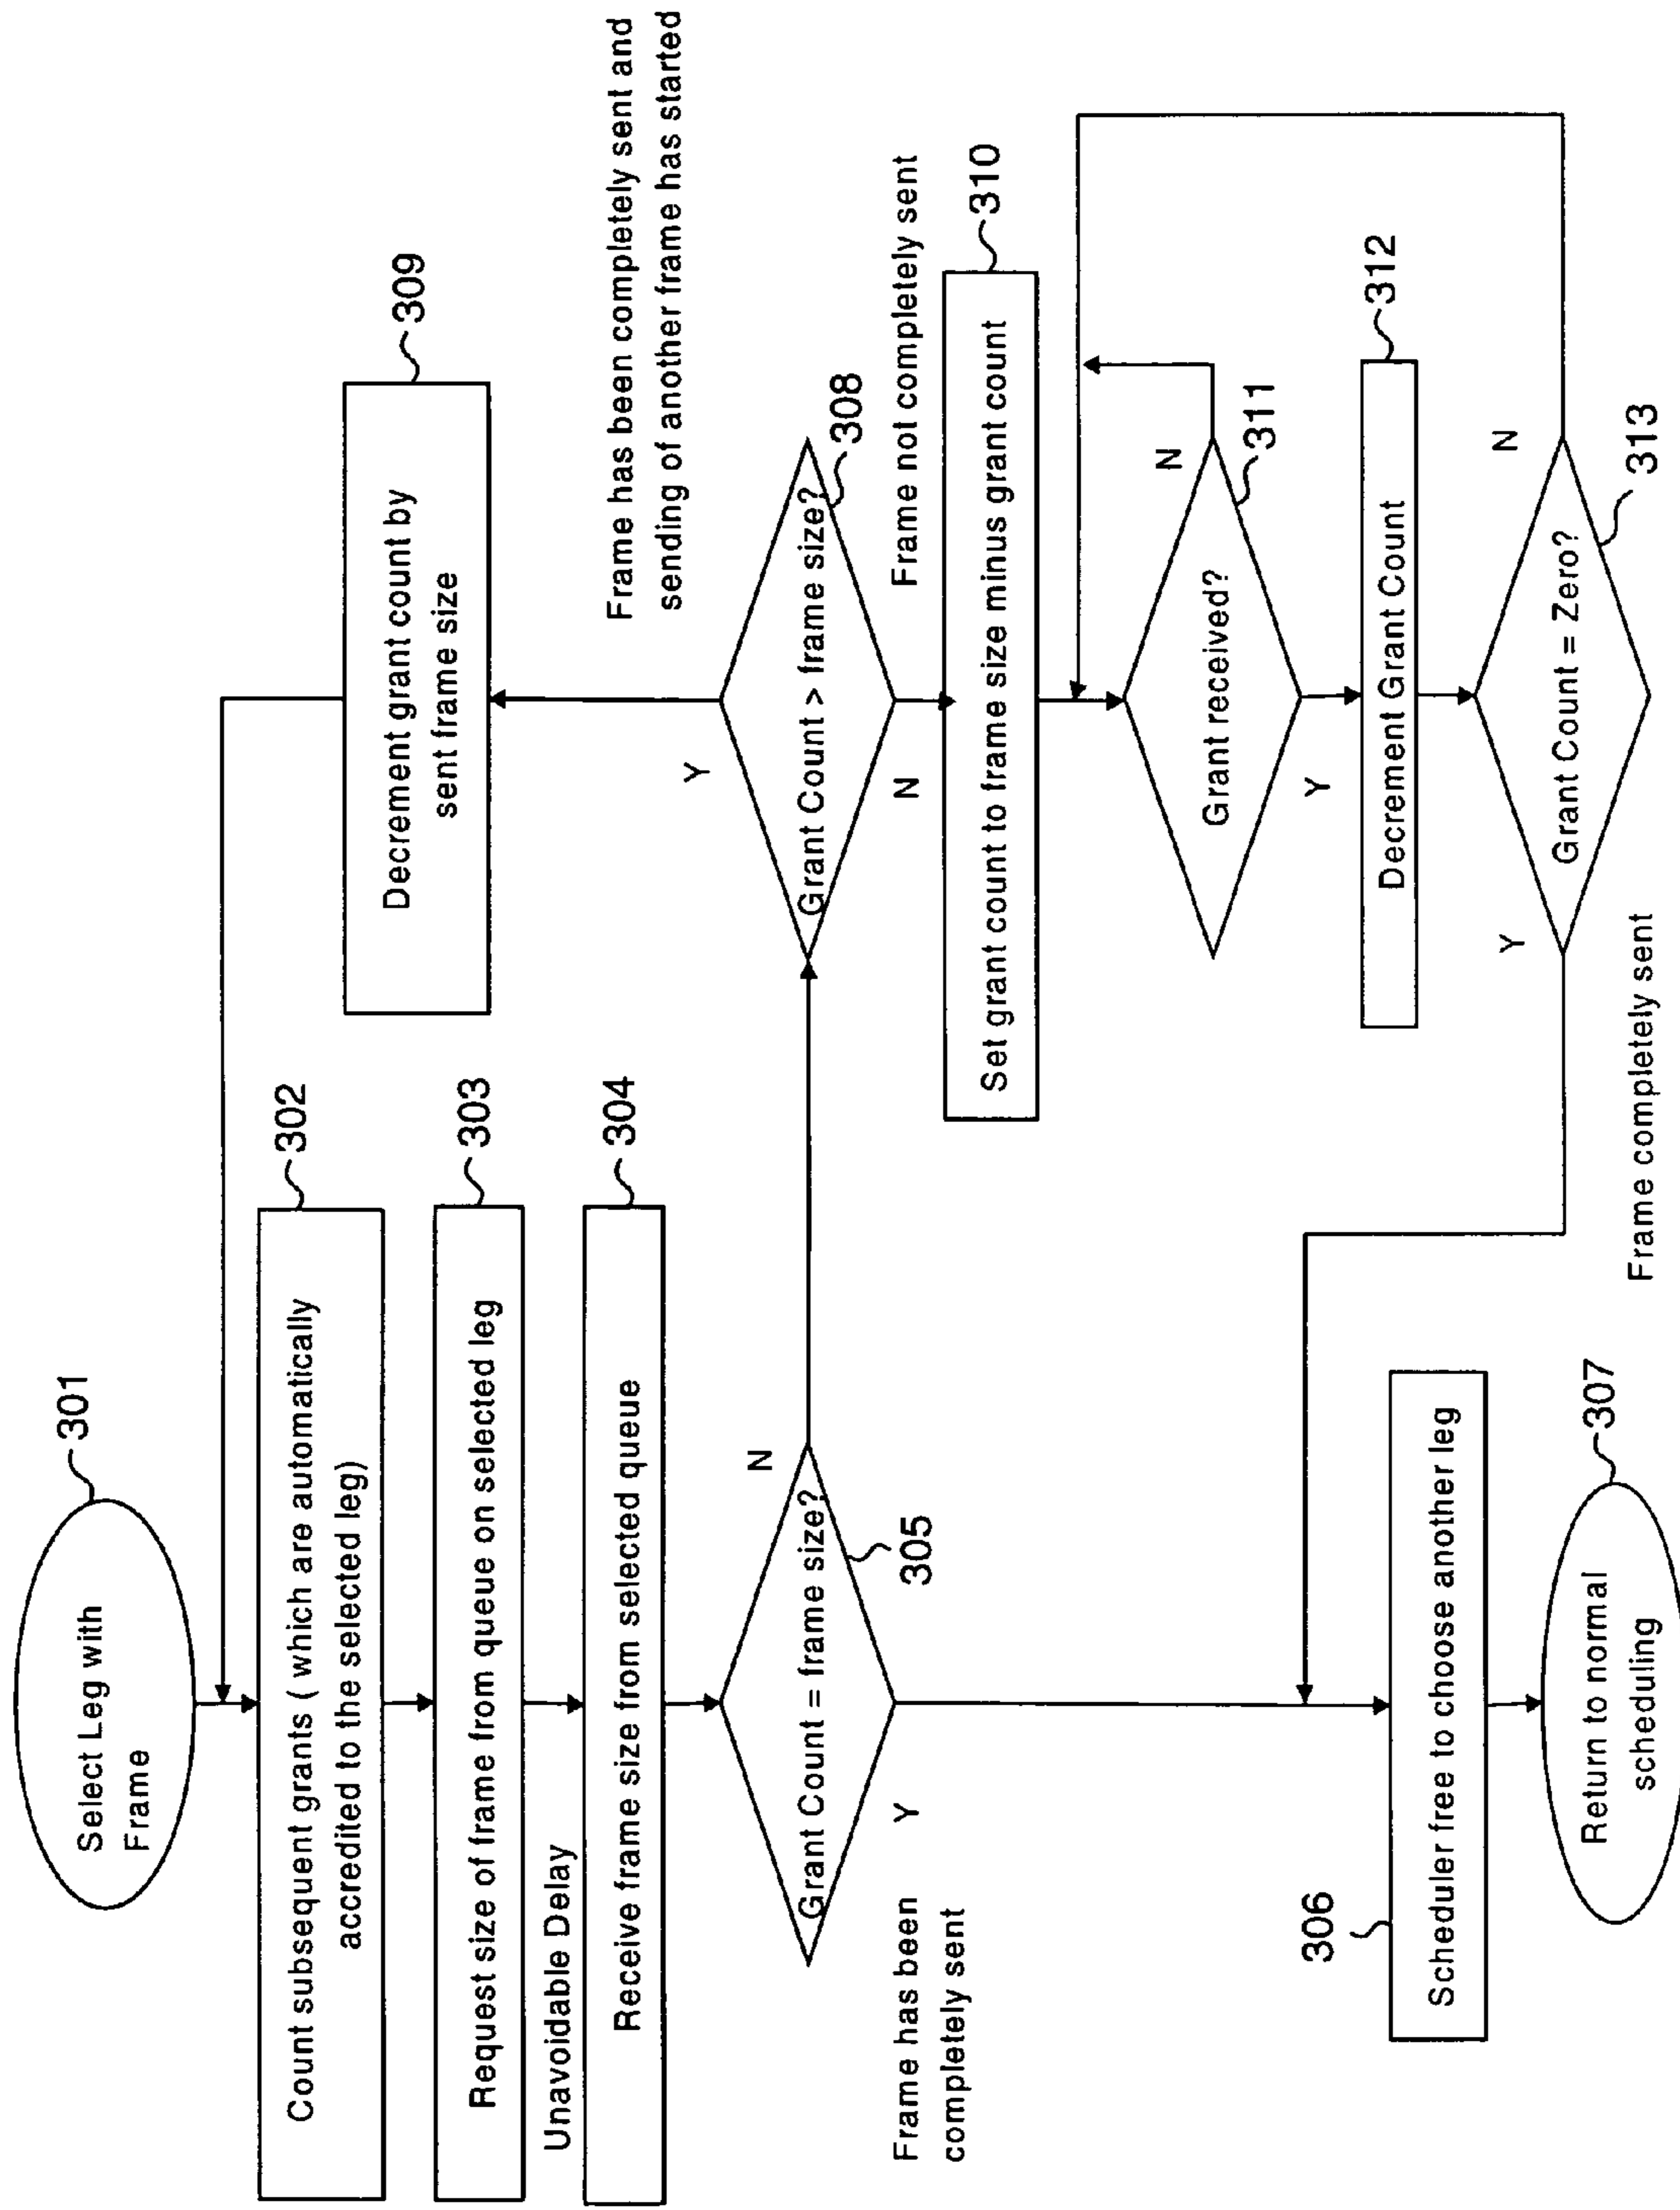 Select Leg with
Frame
301
Count subsequent grants ( which are automatically
accredited to the selected leg)
302
Request size of frame from queue on selected leg
303
Unavoidable Delay
Receive frame size from selected queue
304
Grant Count = frame size?
305
N
Y
Frame has been
completely sent
Scheduler free to choose another leg
306
Return to normal
scheduling
307
Decrement grant count by
sent frame size
309
Frame has been completely sent and
sending of another frame has started
Y
Grant Count > frame size?
308
N
Frame not completely sent
Set grant count to frame size minus grant count
310
Grant received?
311
N
Y
Decrement Grant Count
312
Grant Count = Zero?
313
Y
N
Frame completely sent